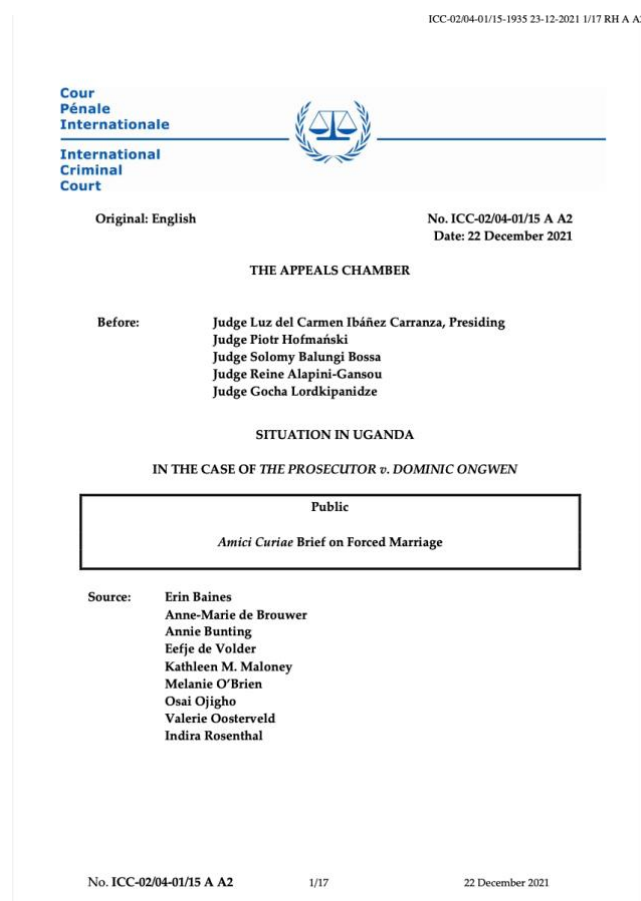 ICC-02/04-01/15-1935 23-12-2021 1/17 RH A A2
Cour
Pénale
Internationale
International
Criminal
Court
Original: English
No. ICC-02/04-01/15 A A2
Date: 22 December 2021
THE APPEALS CHAMBER
Before:
Judge Luz del Carmen Ibáñez Carranza, Presiding
Judge Piotr Hofmański
Judge Solomy Balungi Bossa
Judge Reine Alapini-Gansou
Judge Gocha Lordkipanidze
SITUATION IN UGANDA
IN THE CASE OF THE PROSECUTOR v. DOMINIC ONGWEN
Public
Amici Curiae Brief on Forced Marriage
Source:
Erin Baines
Anne-Marie de Brouwer
Annie Bunting
Eefje de Volder
Kathleen M. Maloney
Melanie O'Brien
Osai Ojigho
Valerie Oosterveld
Indira Rosenthal
No. ICC-02/04-01/15 A A2 1/17 22 December 2021